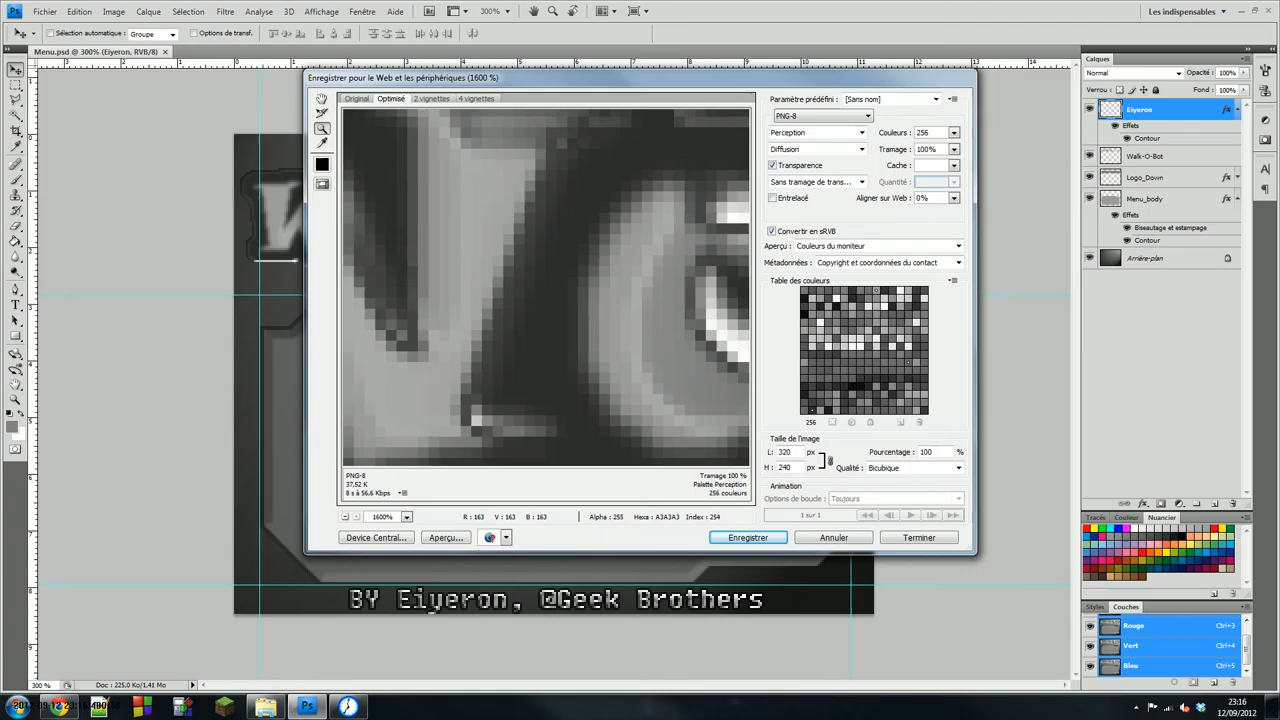 Fichier Edition Image Calque Sélection Filtre Analyse 3D Affichage Fenêtre Aide 300% Les indispensables
Sélection automatique : Groupe Options de transf.
Menu.psd @ 300% (Eiyeron, RVB/8)
Enregistrer pour le Web et les périphériques (1600 %)
Original Optimisé 2 vignettes 4 vignettes
Paramètre prédéfini : [Sans nom]
PNG-8
Perception Couleurs : 256
Diffusion Tramage : 100%
Transparence Cache :
Sans tramage de trans... Quantité :
Entrelacé Aligner sur Web : 0%
Convertir en sRVB
Aperçu : Couleurs du moniteur
Métadonnées : Copyright et coordonnées du contact
Table des couleurs
256
Taille de l'image
L : 320 px Pourcentage : 100 %
H : 240 px Qualité : Bicubique
Animation
Options de boucle : Toujours
1 sur 1
PNG-8
37,52 K
8 s à 56,6 Kbps
Tramage 100 %
Palette Perception
256 couleurs
1600% R : 163 V : 163 B : 163 Alpha : 255 Hexa : A3A3A3 Index : 254
Device Central... Aperçu... Enregistrer Annuler Terminer
BY Eiyeron, @Geek Brothers
Calques
Normal Opacité : 100%
Verrou : Fond : 100%
Eiyeron
Effets
Contour
Walk-O-Bot
Logo_Down
Menu_body
Effets
Biseautage et estampage
Contour
Arrière-plan
Tracés Couleur Nuancier
Styles Couches
Rouge Ctrl+3
Vert Ctrl+4
Bleu Ctrl+5
300 % Doc : 225,0 Ko/1,41 Mo
23:16
12/09/2012